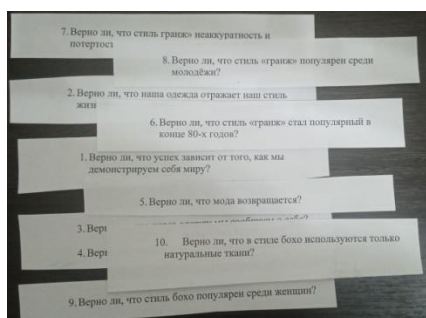 7. Верно ли, что стиль гранж» неаккуратность и
потертос
8. Верно ли, что стиль «гранж» популярен среди
молодёжи?
2. Верно ли, что наша одежда отражает наш стиль
жизн
6. Верно ли, что стиль «гранж» стал популярный в
конце 80-х годов?
1. Верно ли, что успех зависит от того, как мы
демонстрируем себя миру?
5. Верно ли, что мода возвращается?
3. Верн
10. Верно ли, что в стиле бохо используются только
натуральные ткани?
4. Верн
9. Верно ли, что стиль бохо популярен среди женщин?